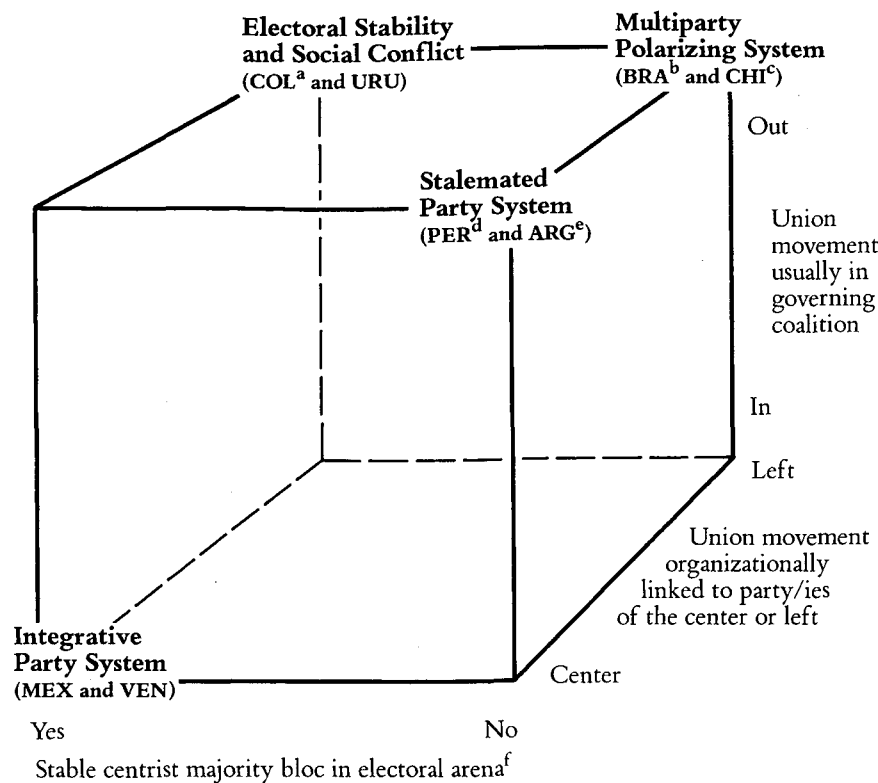 Electoral Stability
and Social Conflict
(COLa and URU)
Multiparty
Polarizing System
(BRAb and CHIc)
Out
Stalemated
Party System
(PERd and ARGe)
Union
movement
usually in
governing
coalition
In
Left
Union movement
organizationally
linked to party/ies
of the center or left
Integrative
Party System
(MEX and VEN)
Center
Yes
No
Stable centrist majority bloc in electoral arenaf